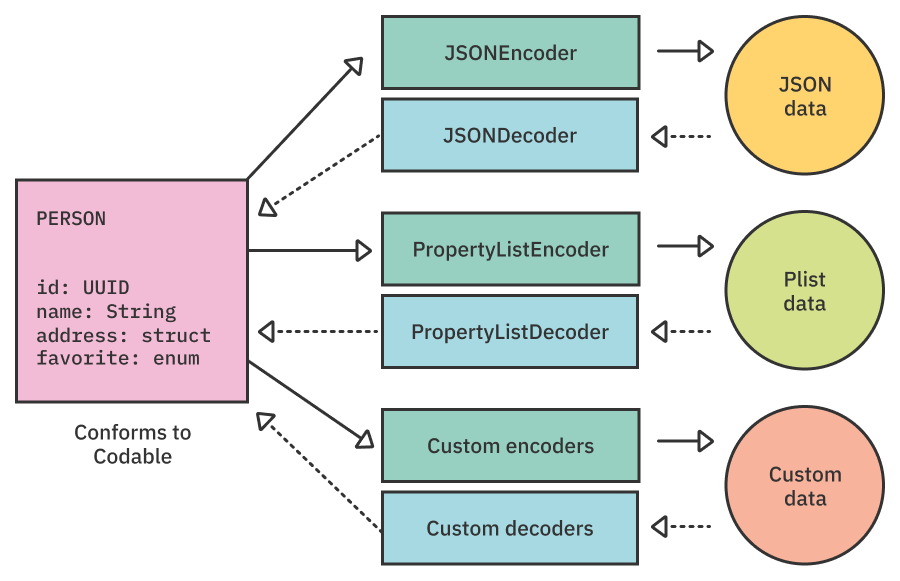 PERSON
id: UUID
name: String
address: struct
favorite: enum
Conforms to
Codable
JSONEncoder
JSONDecoder
PropertyListEncoder
PropertyListDecoder
Custom encoders
Custom decoders
JSON
data
Plist
data
Custom
data